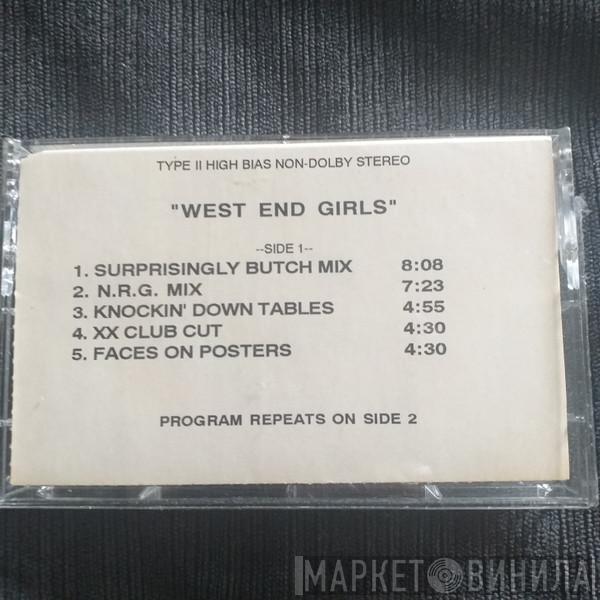 TYPE II HIGH BIAS NON-DOLBY STEREO
"WEST END GIRLS"
--SIDE 1--
1. SURPRISINGLY BUTCH MIX 8:08
2. N.R.G. MIX 7:23
3. KNOCKIN' DOWN TABLES 4:55
4. XX CLUB CUT 4:30
5. FACES ON POSTERS 4:30
PROGRAM REPEATS ON SIDE 2
МАРКЕТ ВИНИЛА